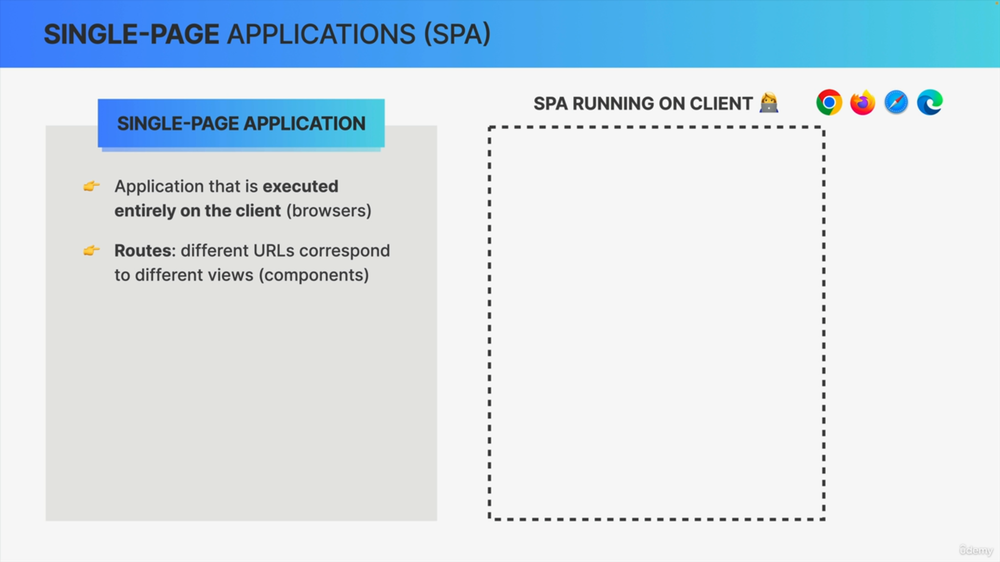 SINGLE-PAGE APPLICATIONS (SPA)
SINGLE-PAGE APPLICATION
👉 Application that is executed
entirely on the client (browsers)
👉 Routes: different URLs correspond
to different views (components)
SPA RUNNING ON CLIENT 👩‍💻
ûdemy